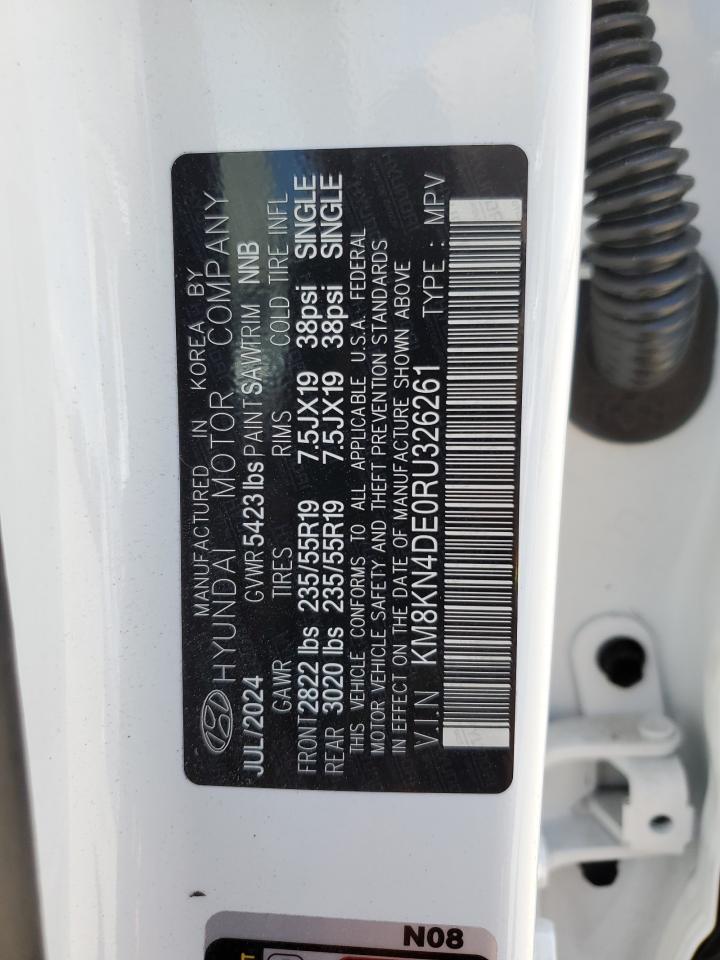 MANUFACTURED IN KOREA BY
HYUNDAI MOTOR COMPANY
JUL/2024 GVWR 5423 lbs PAINT SAW TRIM NNB
GAWR TIRES RIMS COLD TIRE INFL
FRONT 2822 lbs 235/55R19 7.5JX19 38psi SINGLE
REAR 3020 lbs 235/55R19 7.5JX19 38psi SINGLE
THIS VEHICLE CONFORMS TO ALL APPLICABLE U.S.A. FEDERAL
MOTOR VEHICLE SAFETY AND THEFT PREVENTION STANDARDS
IN EFFECT ON THE DATE OF MANUFACTURE SHOWN ABOVE
VIN KM8KN4DE0RU326261 TYPE : MPV
N08